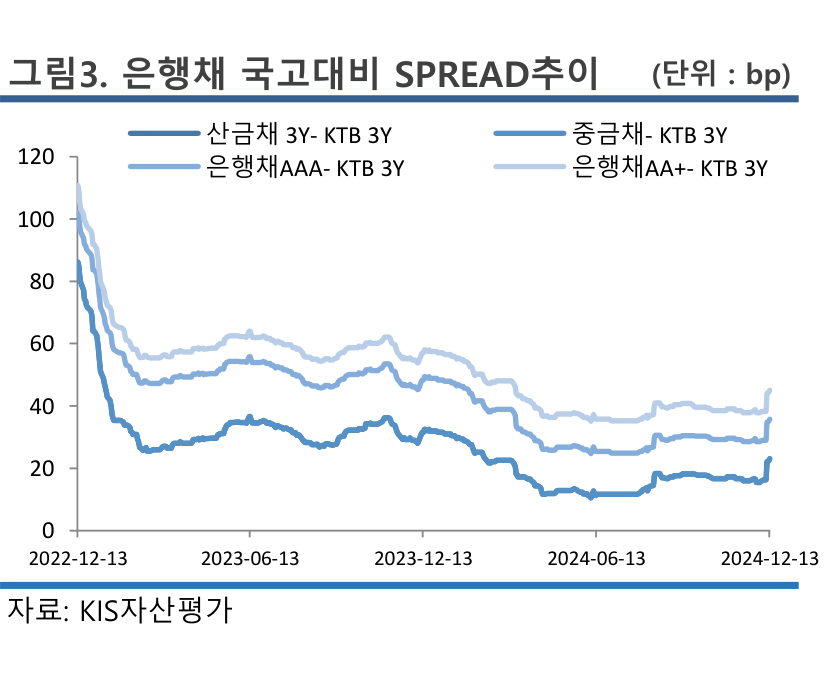 그림3. 은행채 국고대비 SPREAD추이 (단위 : bp)
산금채 3Y- KTB 3Y 중금채- KTB 3Y
은행채AAA- KTB 3Y 은행채AA+- KTB 3Y
120
100
80
60
40
20
0
2022-12-13 2023-06-13 2023-12-13 2024-06-13 2024-12-13
자료: KIS자산평가